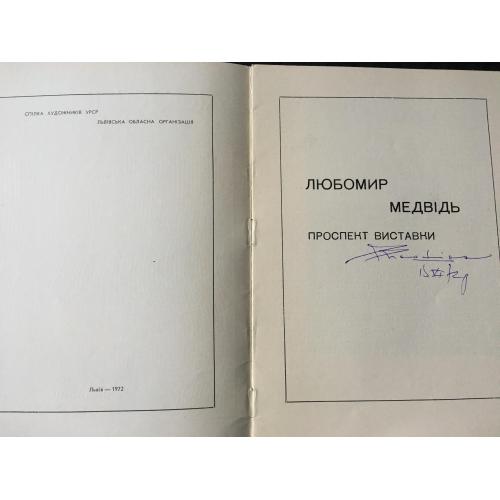 СПІЛКА ХУДОЖНИКІВ УРСР
ЛЬВІВСЬКА ОБЛАСНА ОРГАНІЗАЦІЯ
Львів — 1972
ЛЮБОМИР
МЕДВІДЬ
ПРОСПЕКТ ВИСТАВКИ